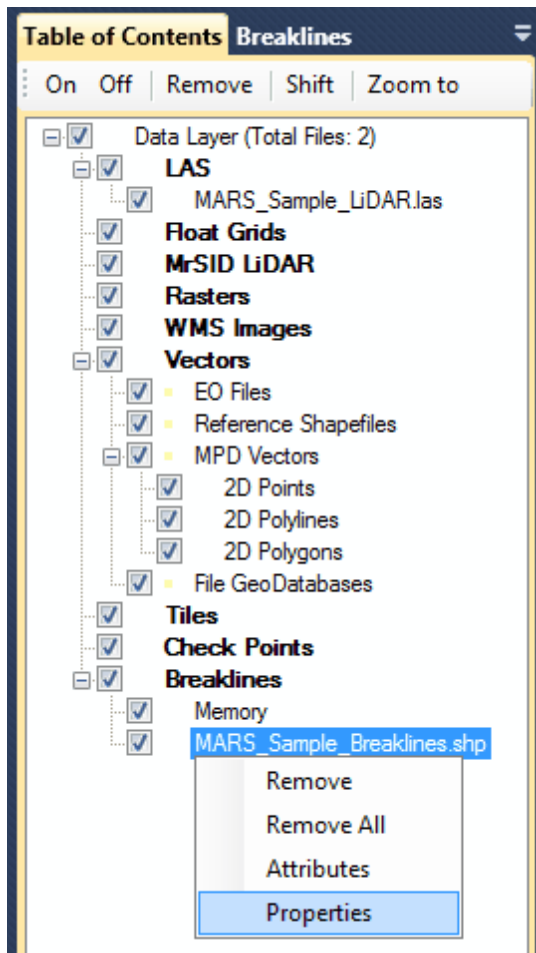 Table of Contents Breaklines
On Off Remove Shift Zoom to
Data Layer (Total Files: 2)
LAS
MARS_Sample_LiDAR.las
Float Grids
MrSID LiDAR
Rasters
WMS Images
Vectors
EO Files
Reference Shapefiles
MPD Vectors
2D Points
2D Polylines
2D Polygons
File GeoDatabases
Tiles
Check Points
Breaklines
Memory
MARS_Sample_Breaklines.shp
Remove
Remove All
Attributes
Properties